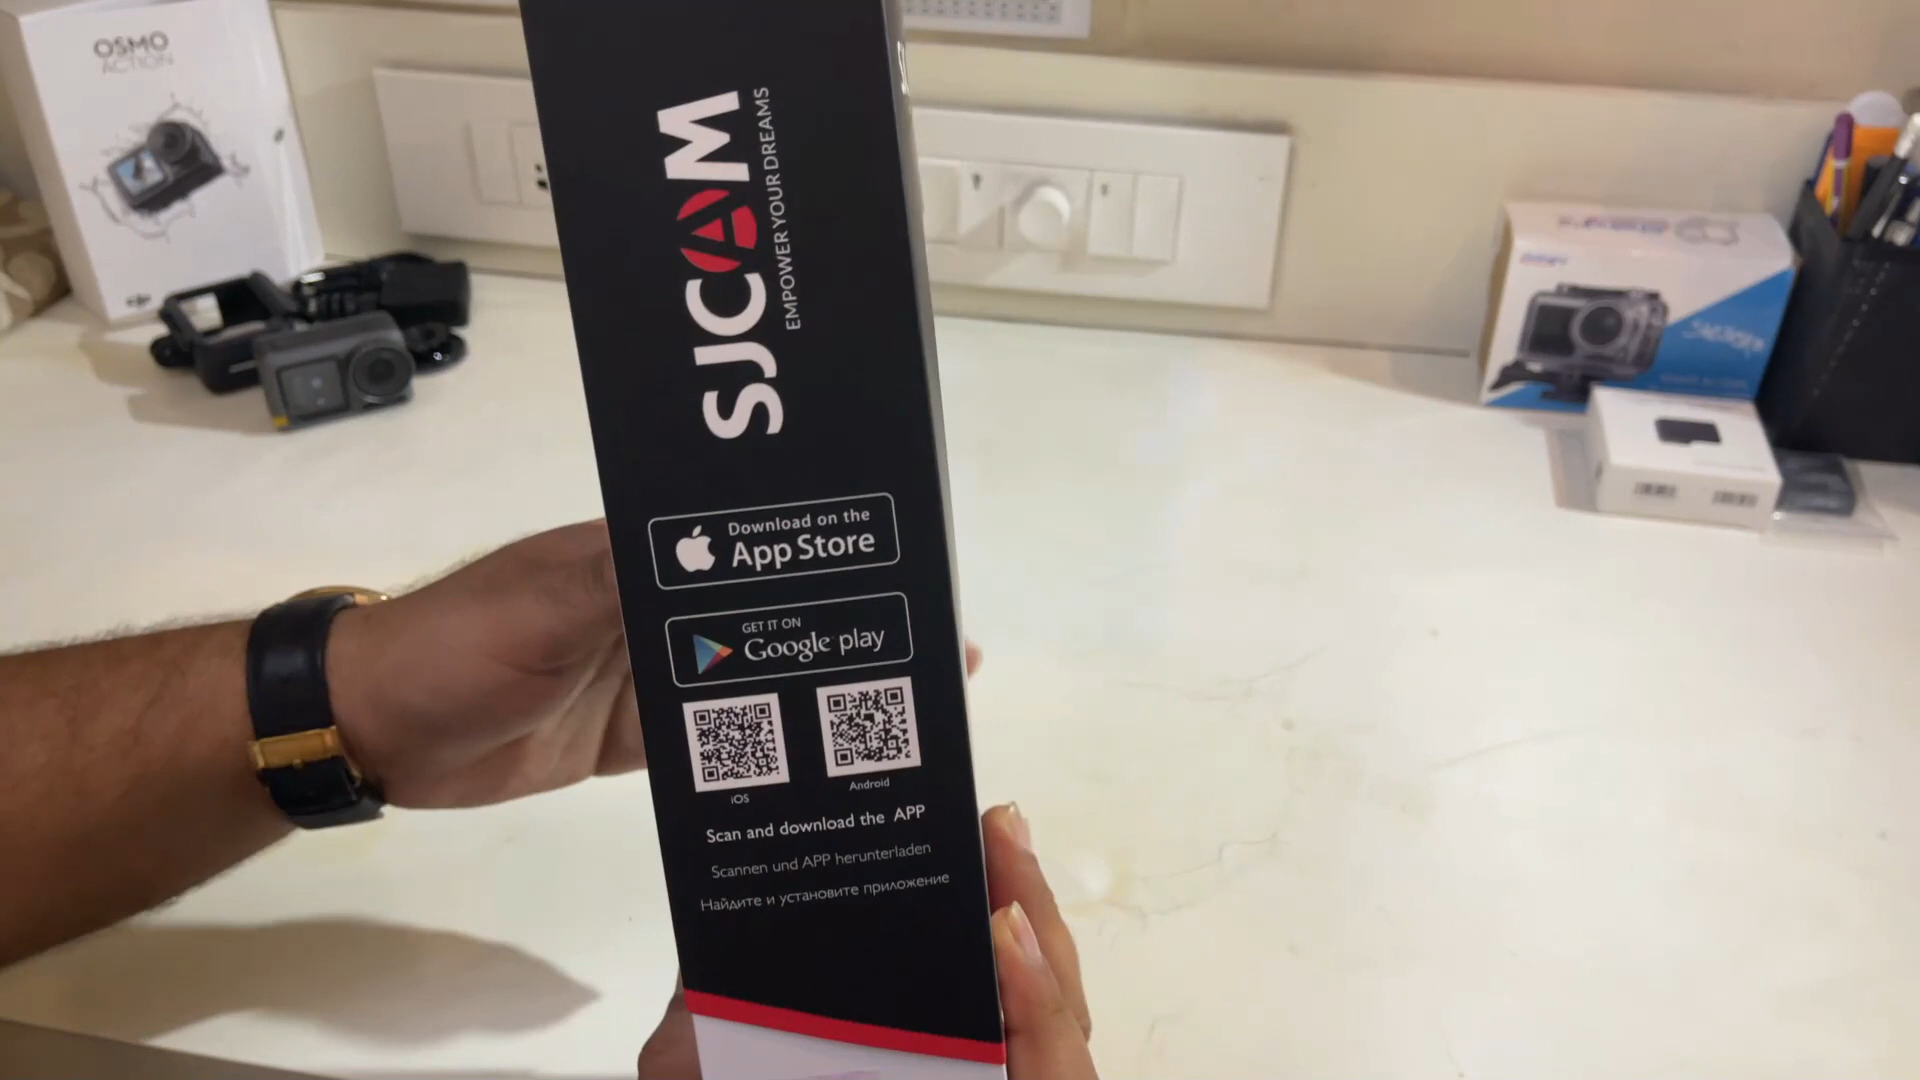 OSMO
ACTION
SJCAM
EMPOWER YOUR DREAMS
Download on the
App Store
GET IT ON
Google play
iOS
Android
Scan and download the APP
Scannen und APP herunterladen
Найдите и установите приложение